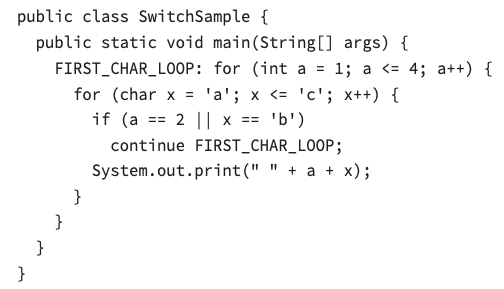 public class SwitchSample {
  public static void main(String[] args) {
    FIRST_CHAR_LOOP: for (int a = 1; a <= 4; a++) {
      for (char x = 'a'; x <= 'c'; x++) {
        if (a == 2 || x == 'b')
          continue FIRST_CHAR_LOOP;
        System.out.print(" " + a + x);
      }
    }
  }
}